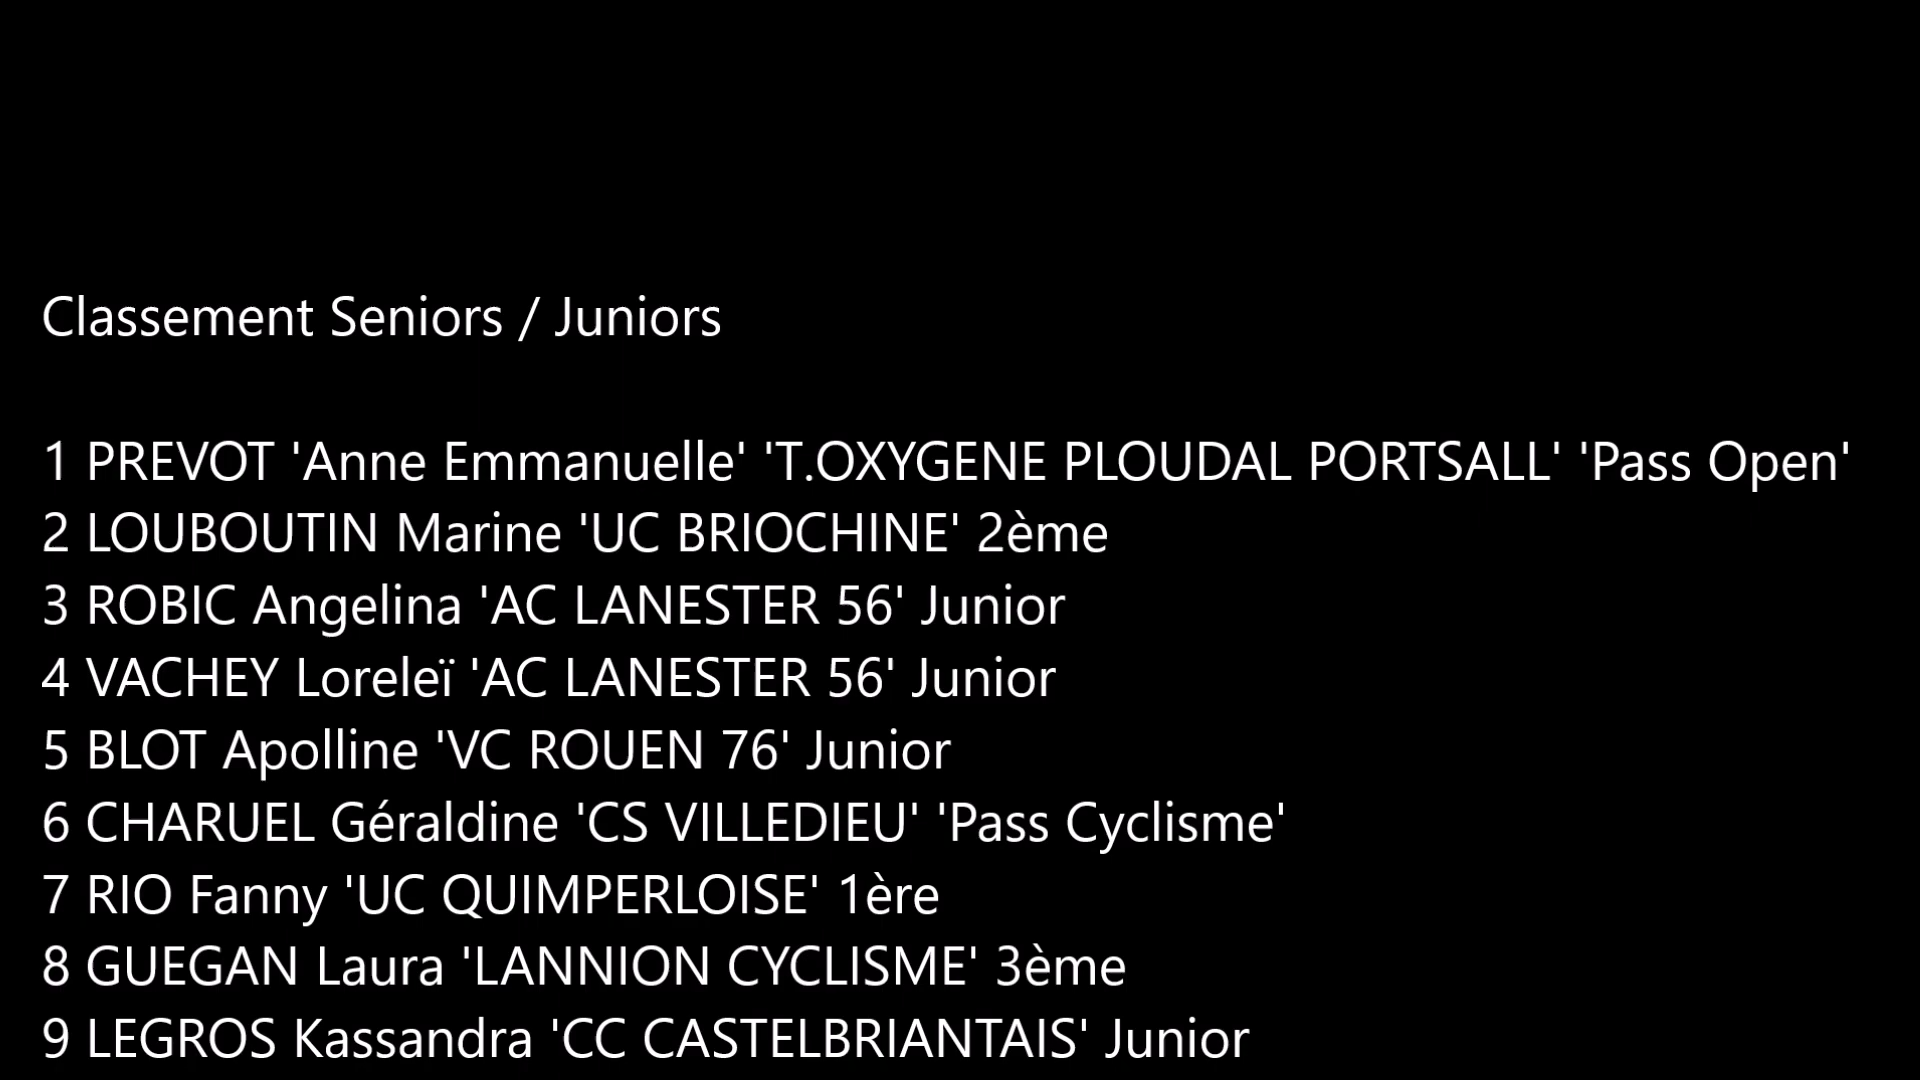 Classement Seniors / Juniors
1 PREVOT 'Anne Emmanuelle' 'T.OXYGENE PLOUDAL PORTSALL' 'Pass Open'
2 LOUBOUTIN Marine 'UC BRIOCHINE' 2ème
3 ROBIC Angelina 'AC LANESTER 56' Junior
4 VACHEY Loreleï 'AC LANESTER 56' Junior
5 BLOT Apolline 'VC ROUEN 76' Junior
6 CHARUEL Géraldine 'CS VILLEDIEU' 'Pass Cyclisme'
7 RIO Fanny 'UC QUIMPERLOISE' 1ère
8 GUEGAN Laura 'LANNION CYCLISME' 3ème
9 LEGROS Kassandra 'CC CASTELBRIANTAIS' Junior